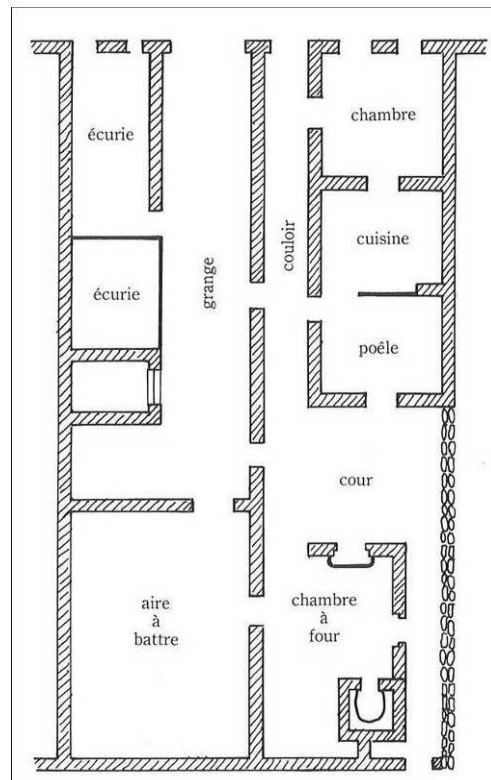 écurie
chambre
cuisine
couloir
grange
écurie
poêle
cour
aire
à
battre
chambre
à
four